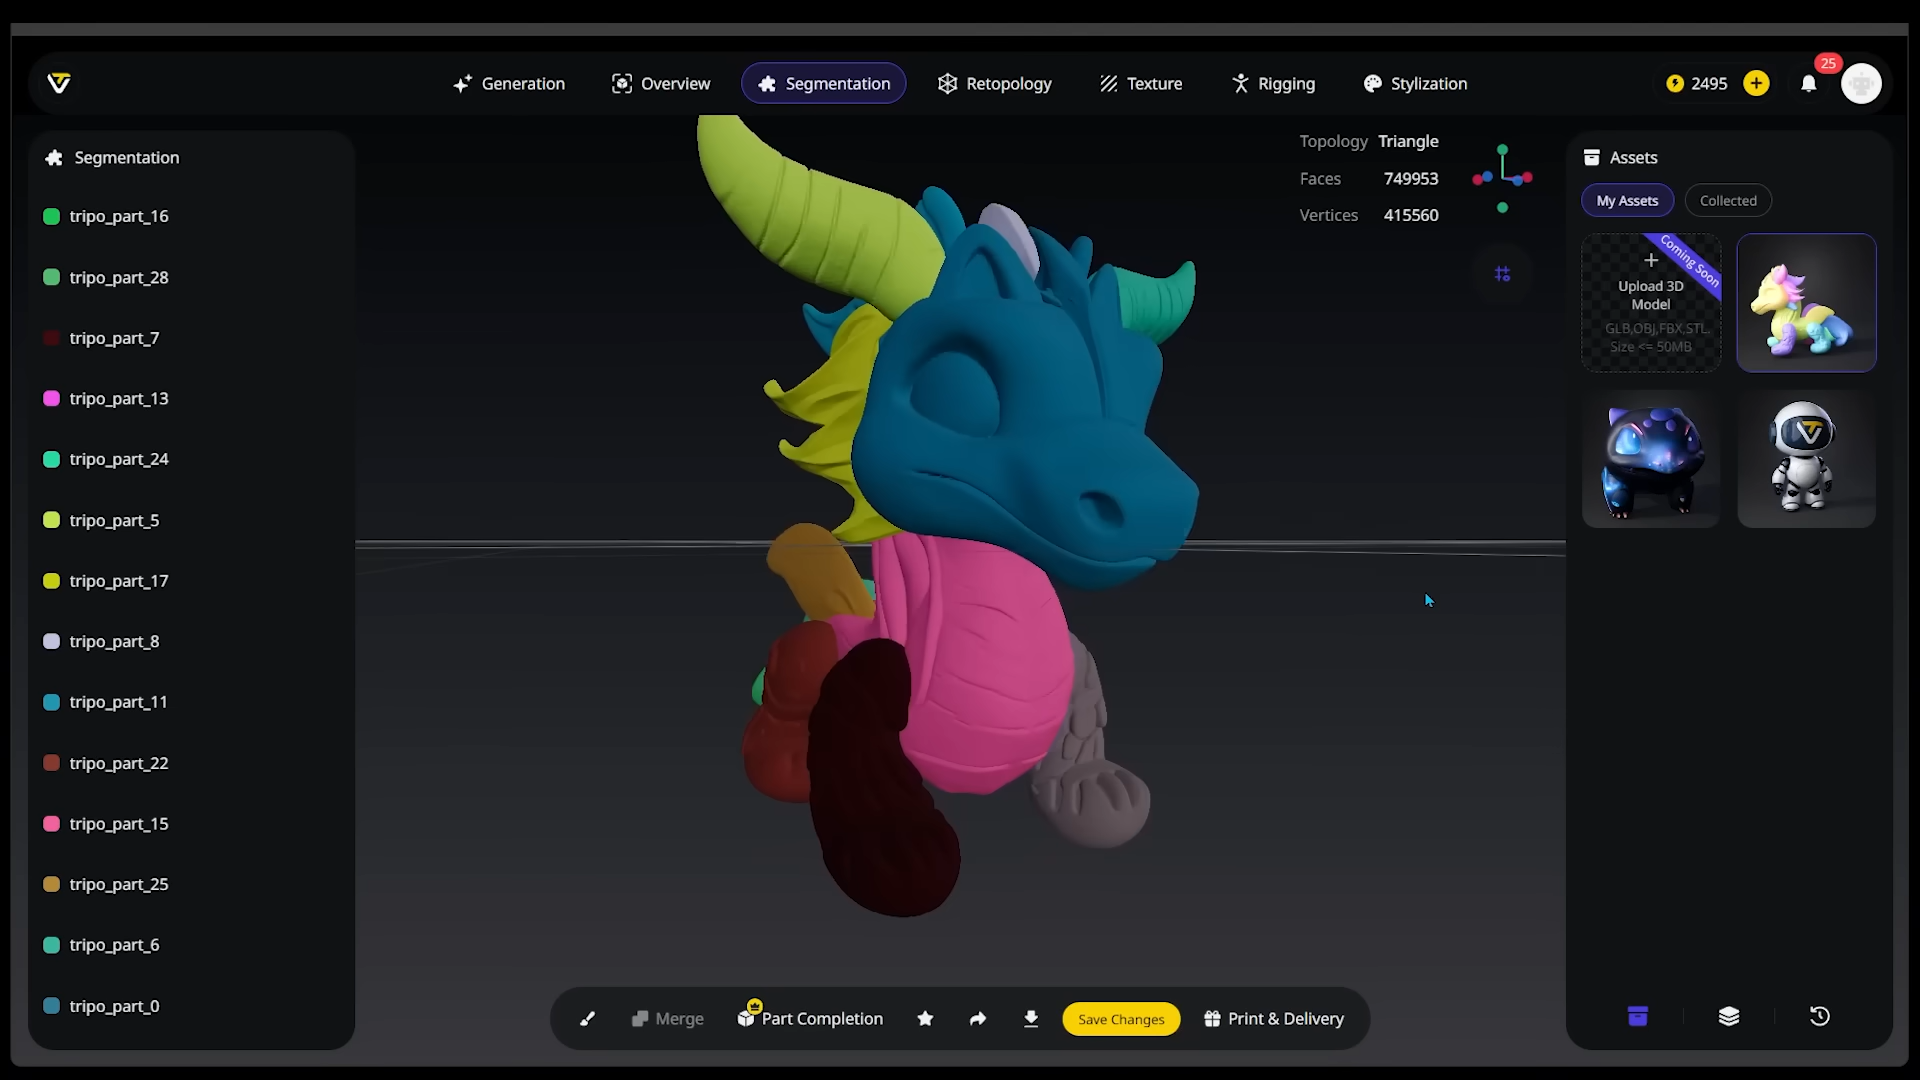 Generation
Overview
Segmentation
Retopology
Texture
Rigging
Stylization
2495
25
Segmentation
tripo_part_16
tripo_part_28
tripo_part_7
tripo_part_13
tripo_part_24
tripo_part_5
tripo_part_17
tripo_part_8
tripo_part_11
tripo_part_22
tripo_part_15
tripo_part_25
tripo_part_6
tripo_part_0
Topology Triangle
Faces 749953
Vertices 415560
Assets
My Assets
Collected
Coming Soon
Upload 3D
Model
GLB,OBJ,FBX,STL.
Size <= 50MB
Merge
Part Completion
Save Changes
Print & Delivery